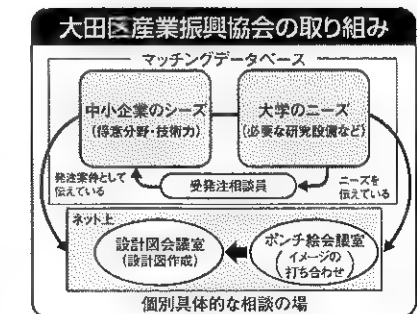 大田区産業振興協会の取り組み
マッチングデータベース
中小企業のシーズ
(得意分野・技術力)
大学のニーズ
(必要な研究設備など)
発注案件として
伝えている
受発注相談員
ニーズを
伝えている
ネット上
設計図会議室
(設計図作成)
ポンチ絵会議室
(イメージの
打ち合わせ)
個別具体的な相談の場